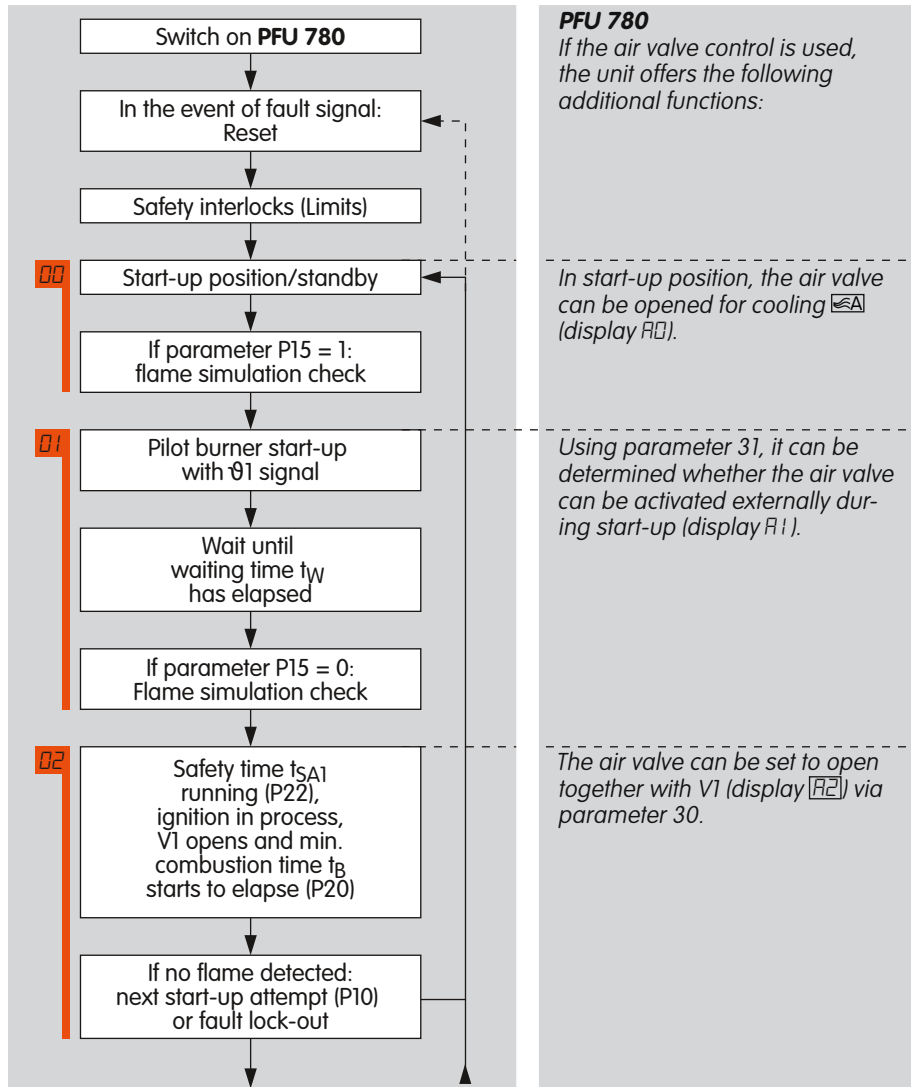 Switch on PFU 780
In the event of fault signal:
Reset
Safety interlocks (Limits)
00
Start-up position/standby
If parameter P15 = 1:
flame simulation check
01
Pilot burner start-up
with ϑ1 signal
Wait until
waiting time tW
has elapsed
If parameter P15 = 0:
Flame simulation check
02
Safety time tSA1
running (P22),
ignition in process,
V1 opens and min.
combustion time tB
starts to elapse (P20)
If no flame detected:
next start-up attempt (P10)
or fault lock-out
PFU 780
If the air valve control is used,
the unit offers the following
additional functions:
In start-up position, the air valve
can be opened for cooling A
(display A0).
Using parameter 31, it can be
determined whether the air valve
can be activated externally dur-
ing start-up (display A1).
The air valve can be set to open
together with V1 (display A2) via
parameter 30.